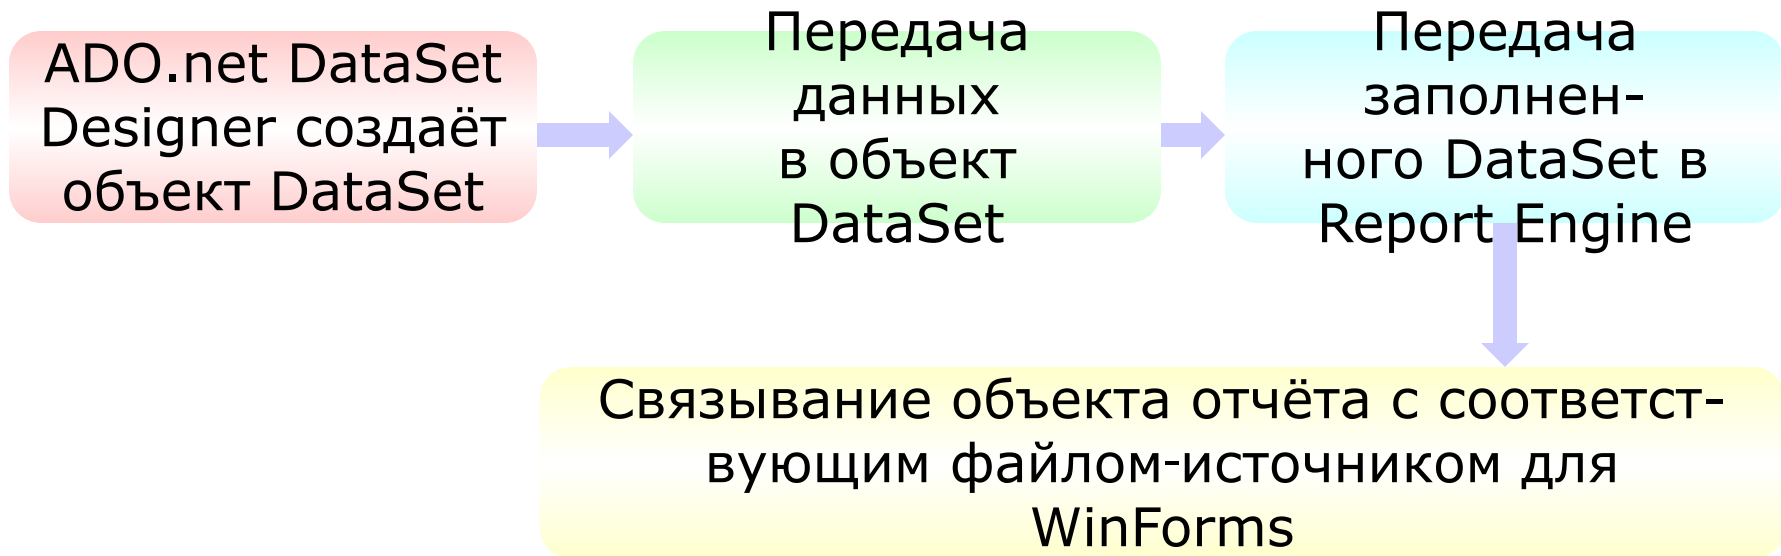 ADO.net DataSet
Designer создаёт
объект DataSet
Передача
данных
в объект
DataSet
Передача
заполнен-
ного DataSet в
Report Engine
Связывание объекта отчёта с соответст-
вующим файлом-источником для
WinForms